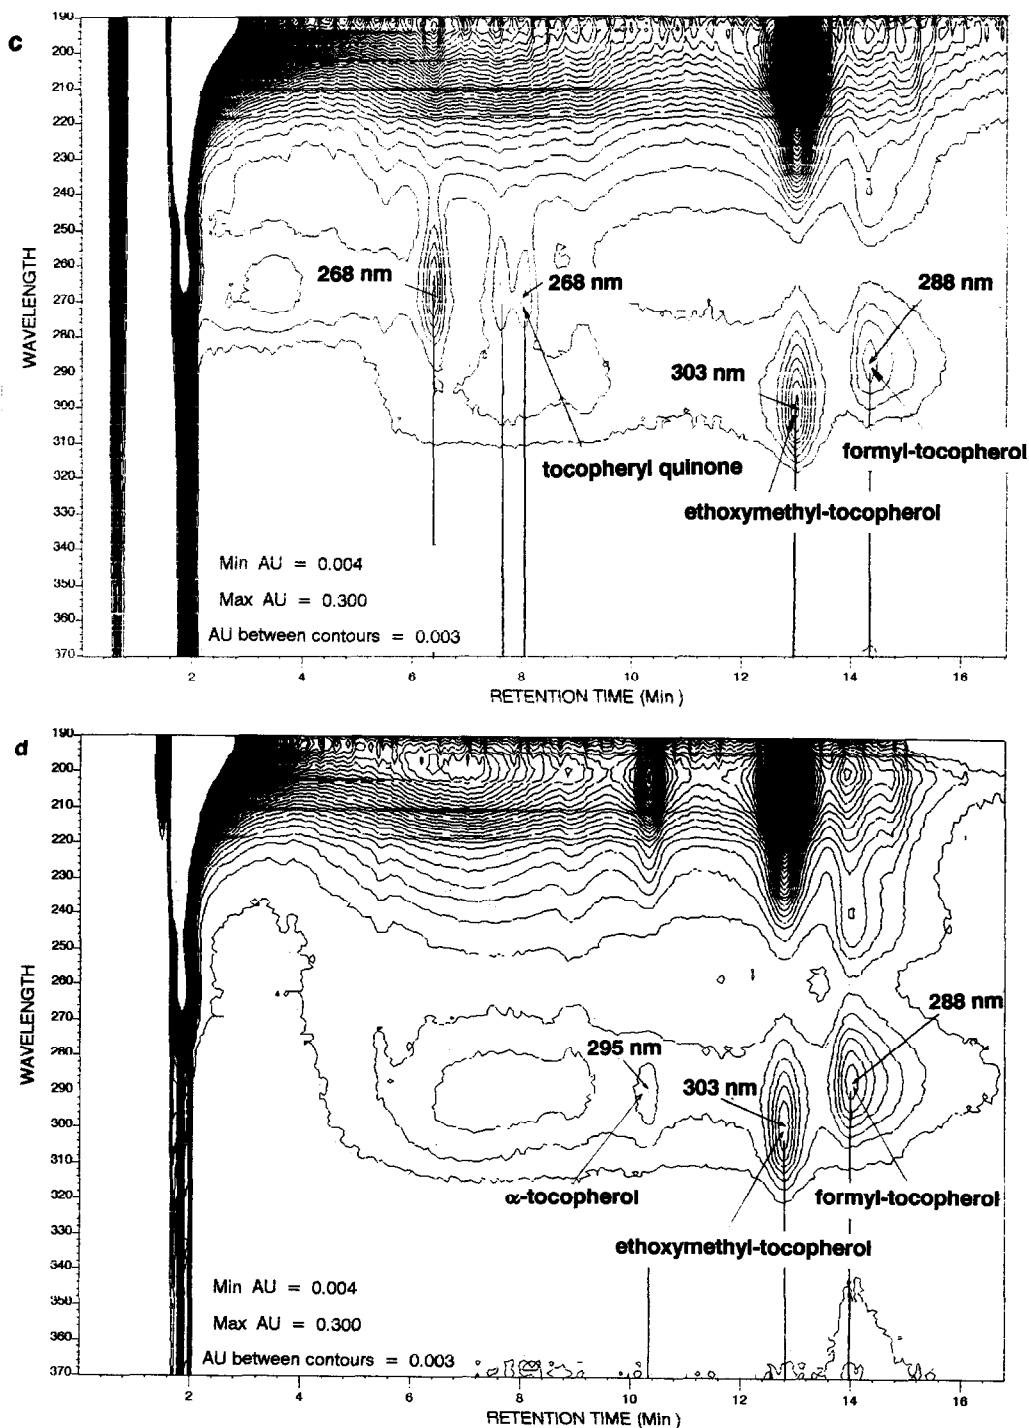 c
190
200
210
220
230
240
250
260
270
280
290
300
310
320
330
340
350
360
370
WAVELENGTH
268 nm
268 nm
288 nm
303 nm
formyl-tocopherol
tocopheryl quinone
ethoxymethyl-tocopherol
Min AU = 0.004
Max AU = 0.300
AU between contours = 0.003
2 4 6 8 10 12 14 16
RETENTION TIME (Min )
d
190
200
210
220
230
240
250
260
270
280
290
300
310
320
330
340
350
360
370
WAVELENGTH
288 nm
295 nm
303 nm
α-tocopherol
formyl-tocopherol
ethoxymethyl-tocopherol
Min AU = 0.004
Max AU = 0.300
AU between contours = 0.003
2 4 6 8 10 12 14 16
RETENTION TIME (Min )